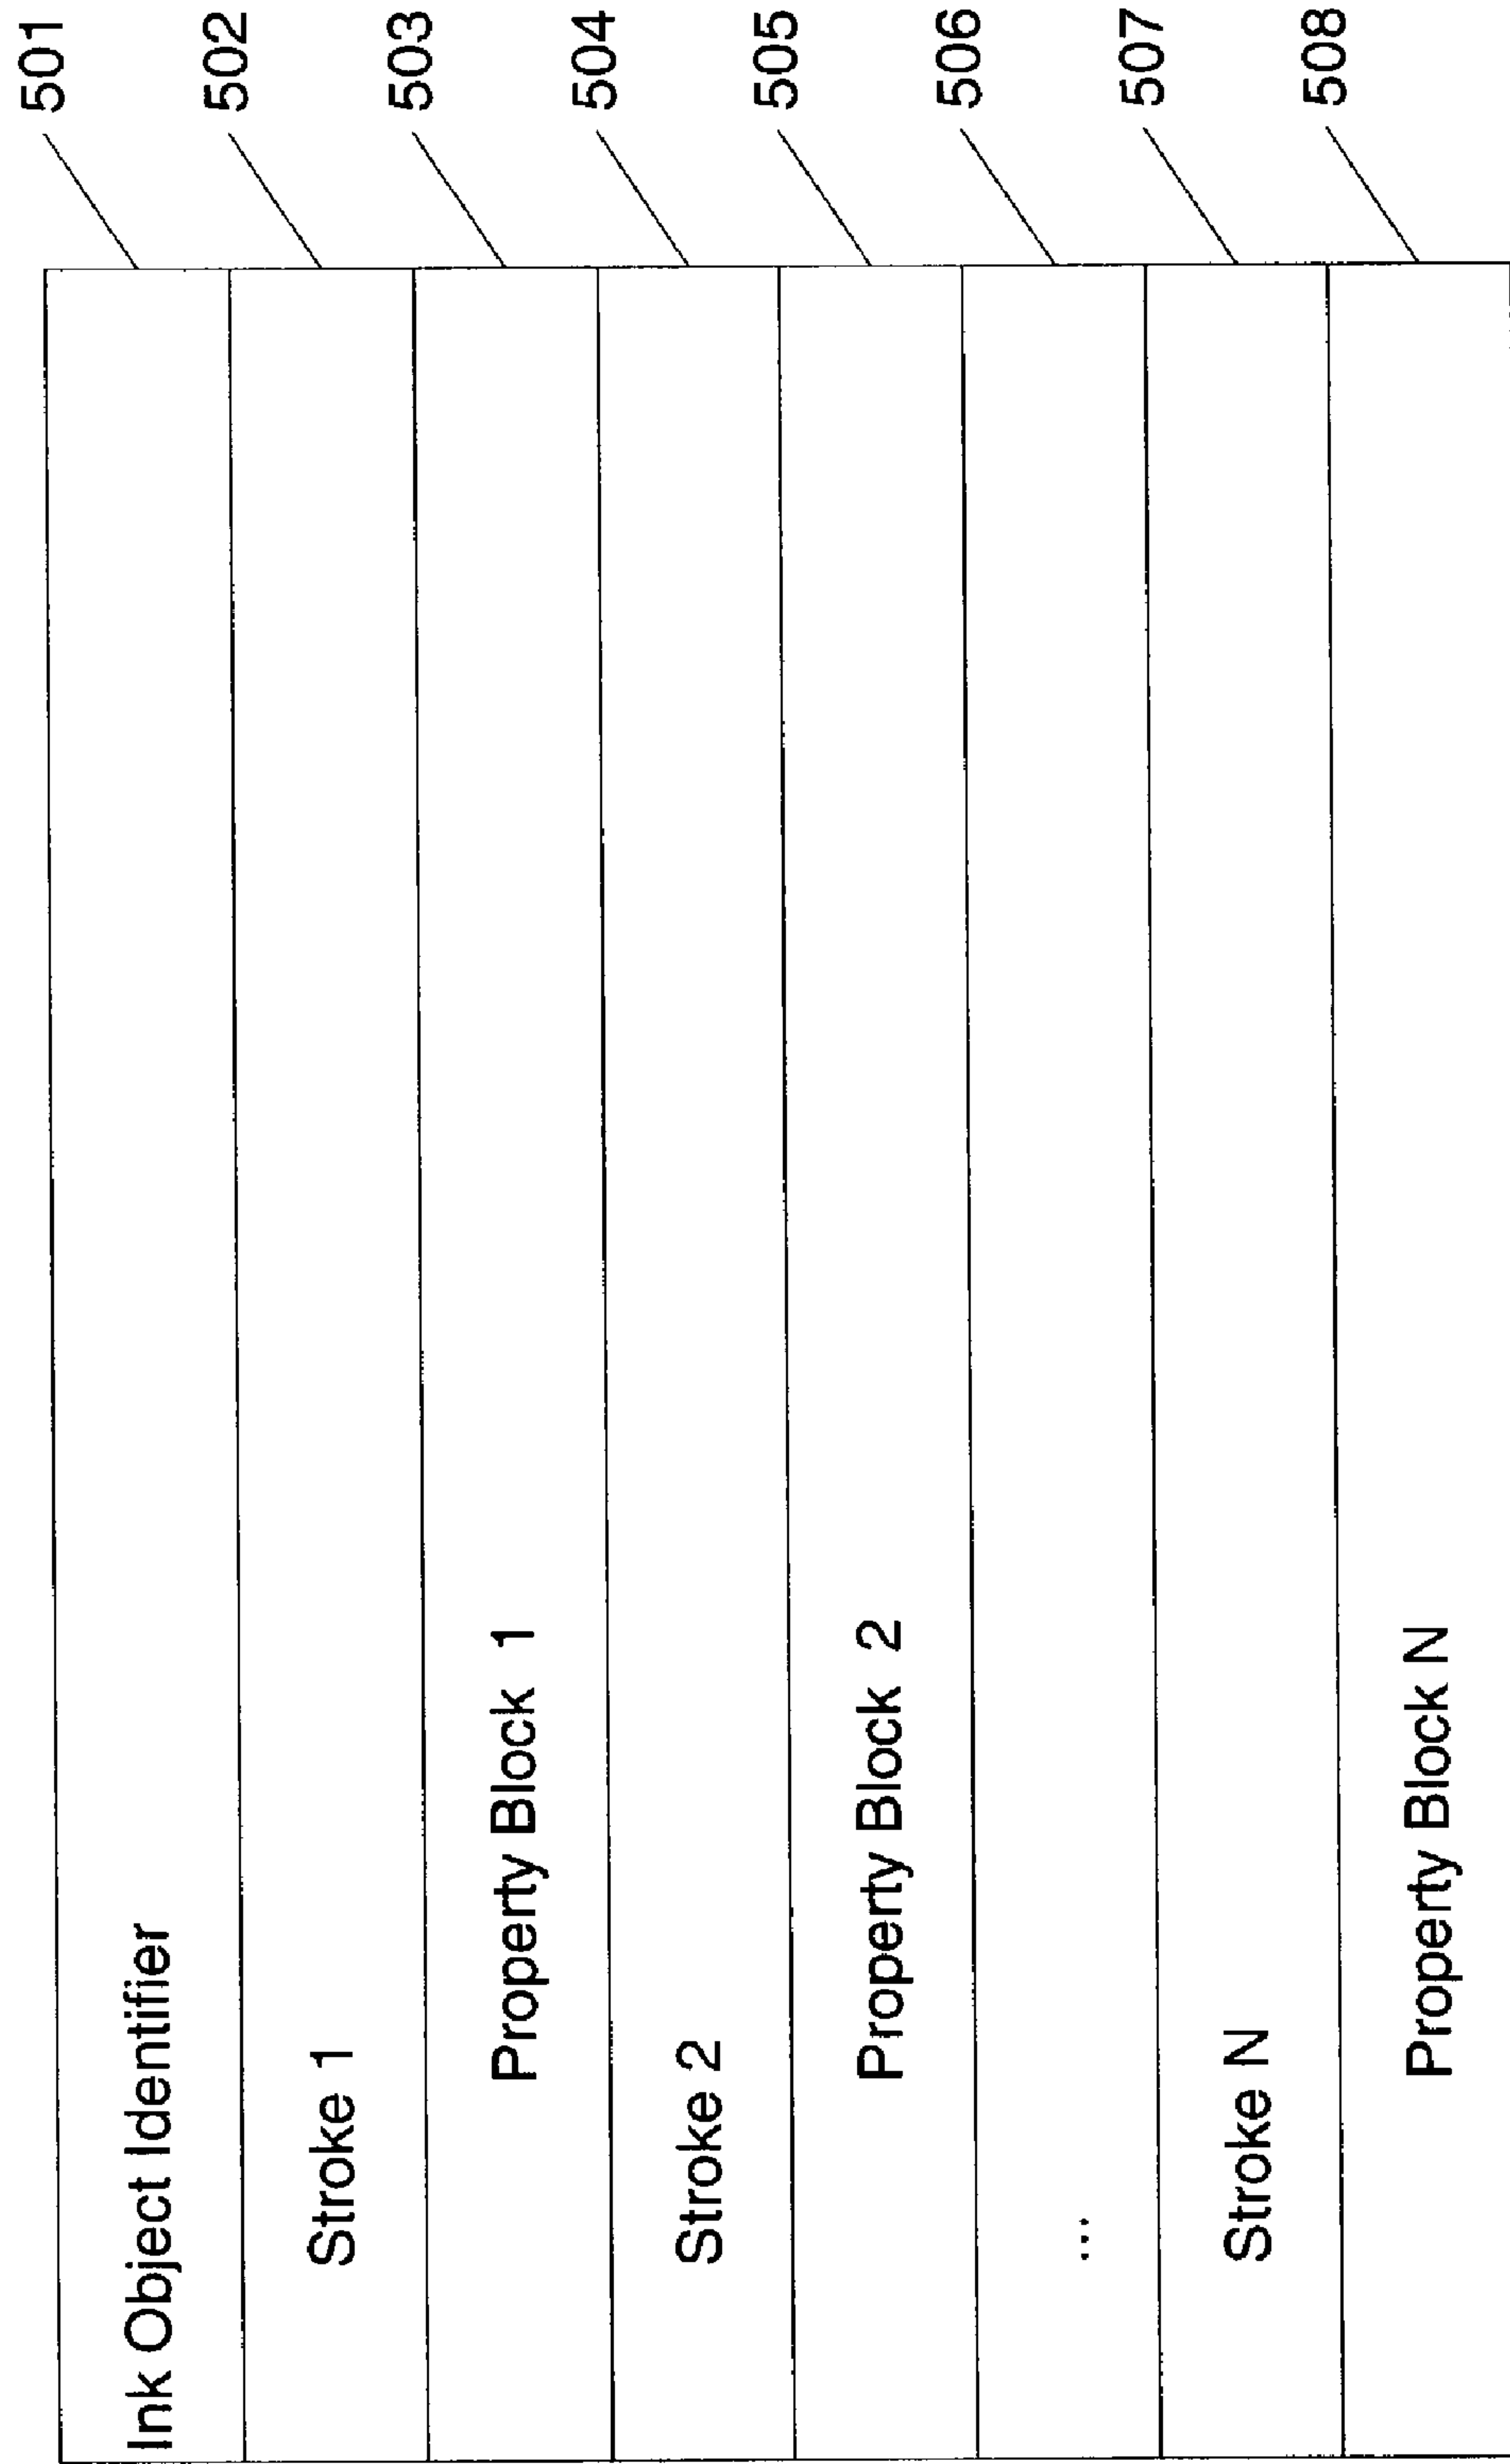 Ink Object Identifier 501
Stroke 1 502
Property Block 1 503
Stroke 2 504
Property Block 2 505
... 506
Stroke N 507
Property Block N 508